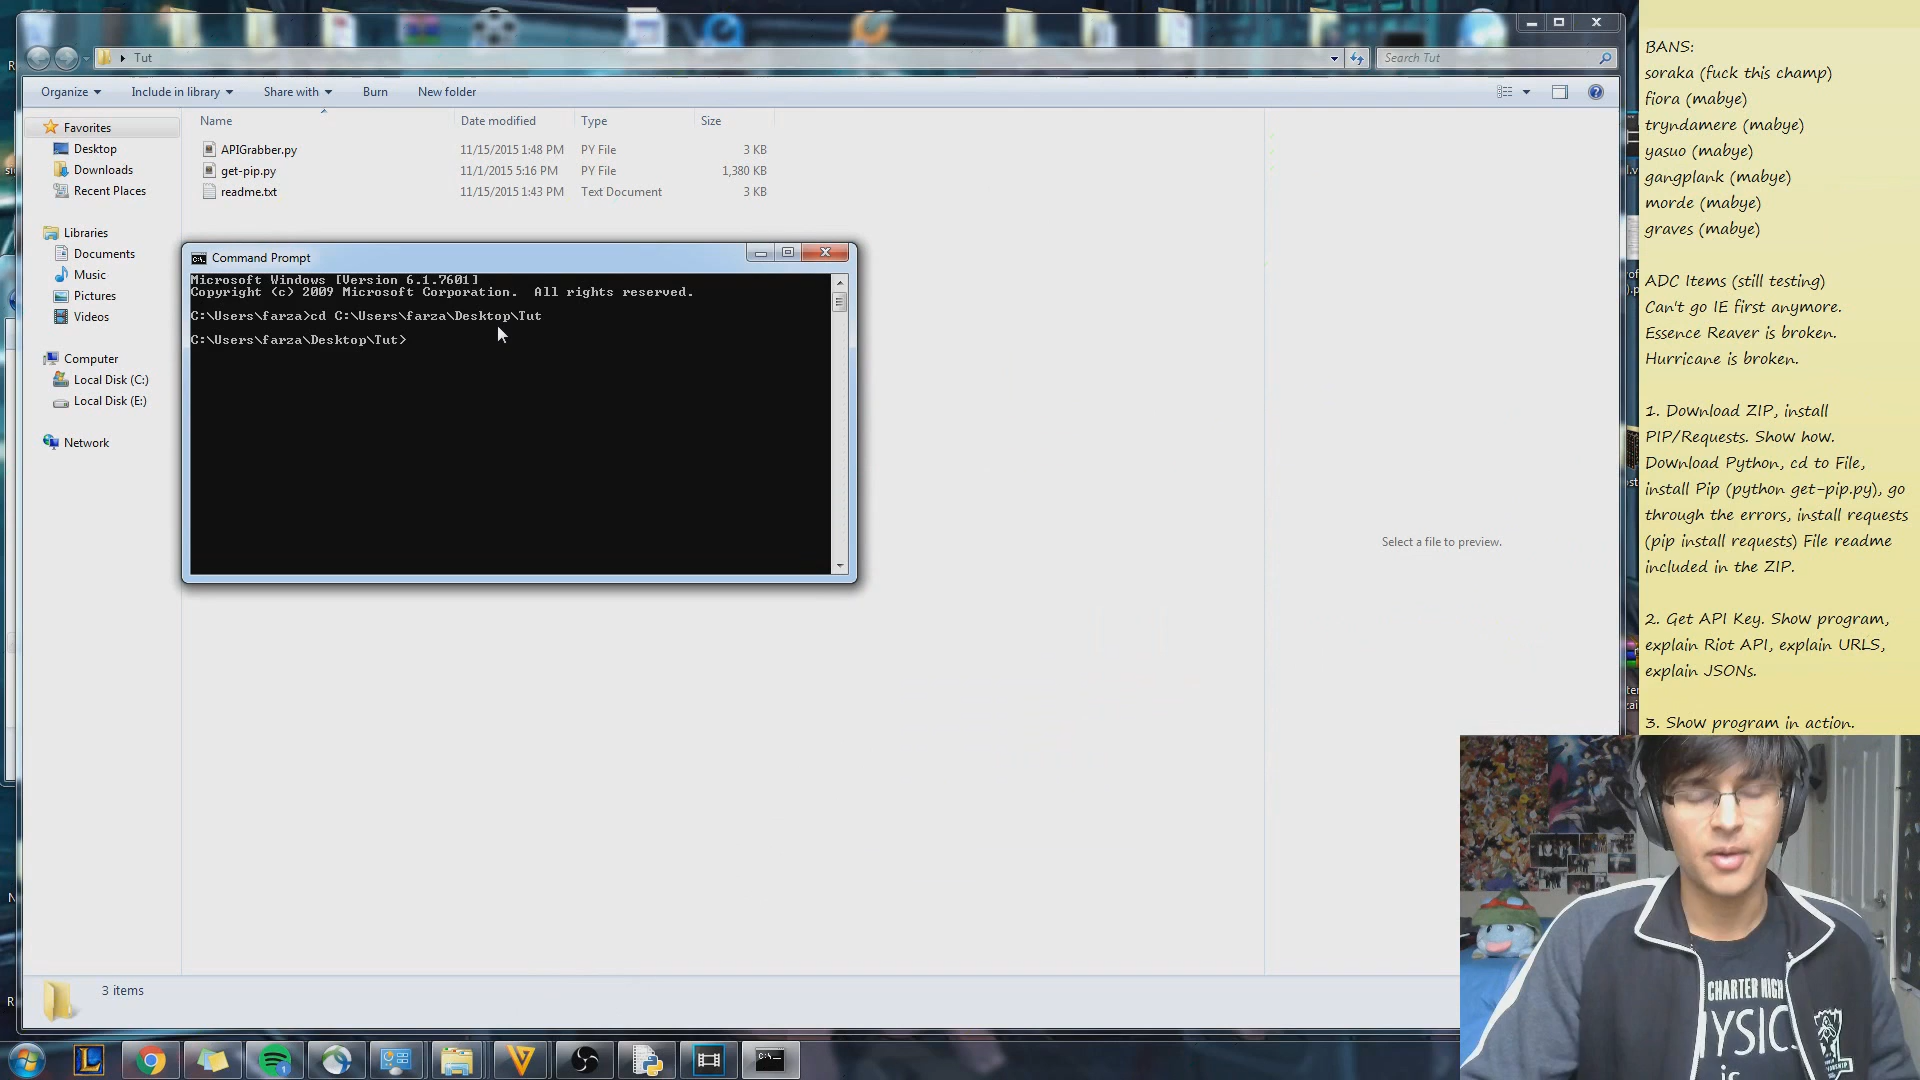 Tut
Search Tut
Organize
Include in library
Share with
Burn
New folder
Name
Date modified
Type
Size
APIGrabber.py
11/15/2015 1:48 PM
PY File
3 KB
get-pip.py
11/1/2015 5:16 PM
PY File
1,380 KB
readme.txt
11/15/2015 1:43 PM
Text Document
3 KB
Favorites
Desktop
Downloads
Recent Places
Libraries
Documents
Music
Pictures
Videos
Computer
Local Disk (C:)
Local Disk (E:)
Network
Command Prompt
Microsoft Windows [Version 6.1.7601]
Copyright (c) 2009 Microsoft Corporation.  All rights reserved.
C:\Users\farza>cd C:\Users\farza\Desktop\Tut
C:\Users\farza\Desktop\Tut>
Select a file to preview.
3 items
BANS:
soraka (fuck this champ)
fiora (mabye)
tryndamere (mabye)
yasuo (mabye)
gangplank (mabye)
morde (mabye)
graves (mabye)
ADC Items (still testing)
Can't go IE first anymore.
Essence Reaver is broken.
Hurricane is broken.
1. Download ZIP, install
PIP/Requests. Show how.
Download Python, cd to File,
install Pip (python get-pip.py), go
through the errors, install requests
(pip install requests) File readme
included in the ZIP.
2. Get API Key. Show program,
explain Riot API, explain URLS,
explain JSONs.
3. Show program in action.
CHARTER HIGH